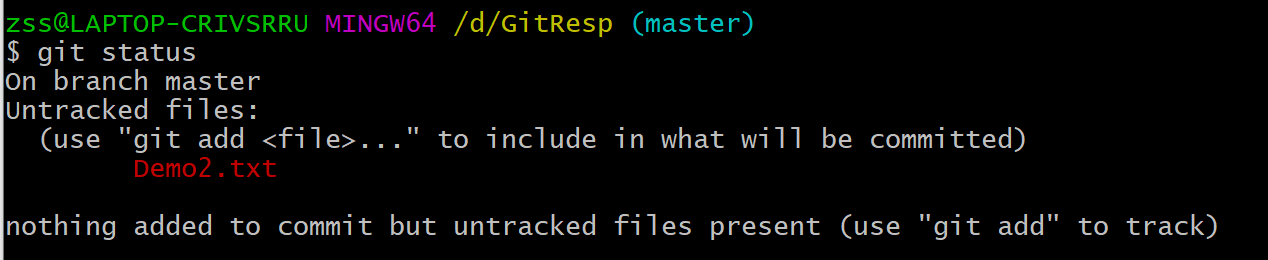 zss@LAPTOP-CRIVSRRU MINGW64 /d/GitResp (master)
$ git status
On branch master
Untracked files:
  (use "git add <file>..." to include in what will be committed)
        Demo2.txt

nothing added to commit but untracked files present (use "git add" to track)